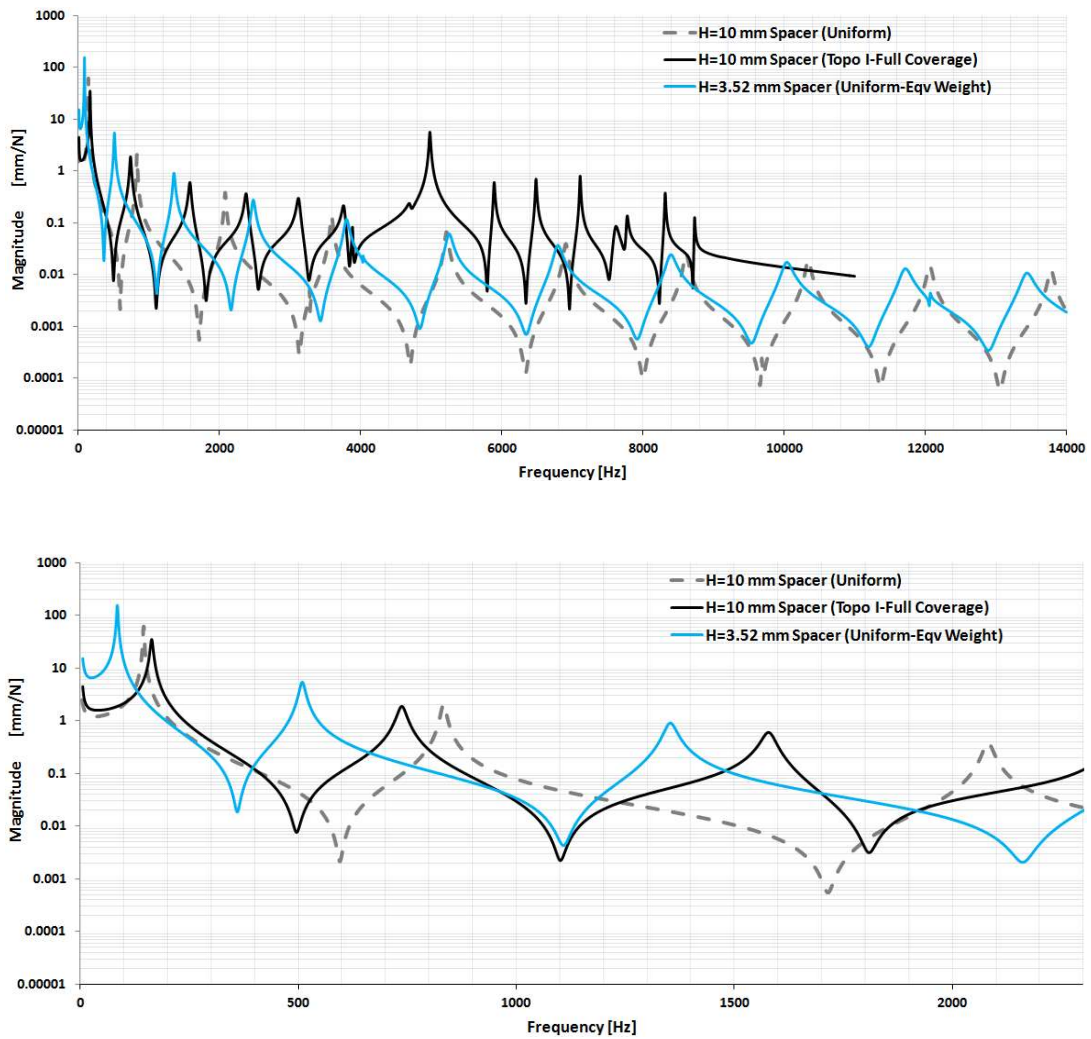 1000
100
10
1
0.1
0.01
0.001
0.0001
0.00001
Magnitude [mm/N]
H=10 mm Spacer (Uniform)
H=10 mm Spacer (Topo I-Full Coverage)
H=3.52 mm Spacer (Uniform-Eqv Weight)
0 2000 4000 6000 8000 10000 12000 14000
Frequency [Hz]
1000
100
10
1
0.1
0.01
0.001
0.0001
0.00001
Magnitude [mm/N]
H=10 mm Spacer (Uniform)
H=10 mm Spacer (Topo I-Full Coverage)
H=3.52 mm Spacer (Uniform-Eqv Weight)
0 500 1000 1500 2000
Frequency [Hz]